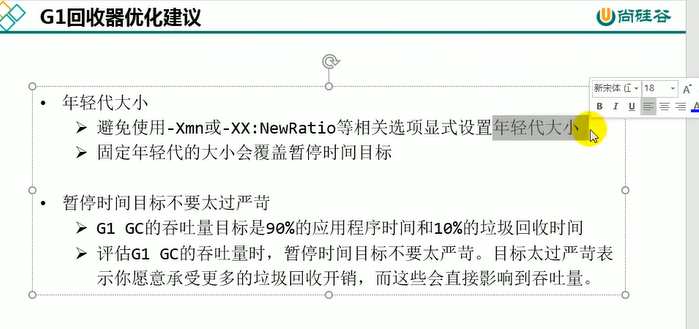 G1回收器优化建议
尚硅谷
新宋体 (正
18
A
B I U
A
• 年轻代大小
➢ 避免使用-Xmn或-XX:NewRatio等相关选项显式设置年轻代大小
➢ 固定年轻代的大小会覆盖暂停时间目标
• 暂停时间目标不要太过严苛
➢ G1 GC的吞吐量目标是90%的应用程序时间和10%的垃圾回收时间
➢ 评估G1 GC的吞吐量时，暂停时间目标不要太严苛。目标太过严苛表
示你愿意承受更多的垃圾回收开销，而这些会直接影响到吞吐量。